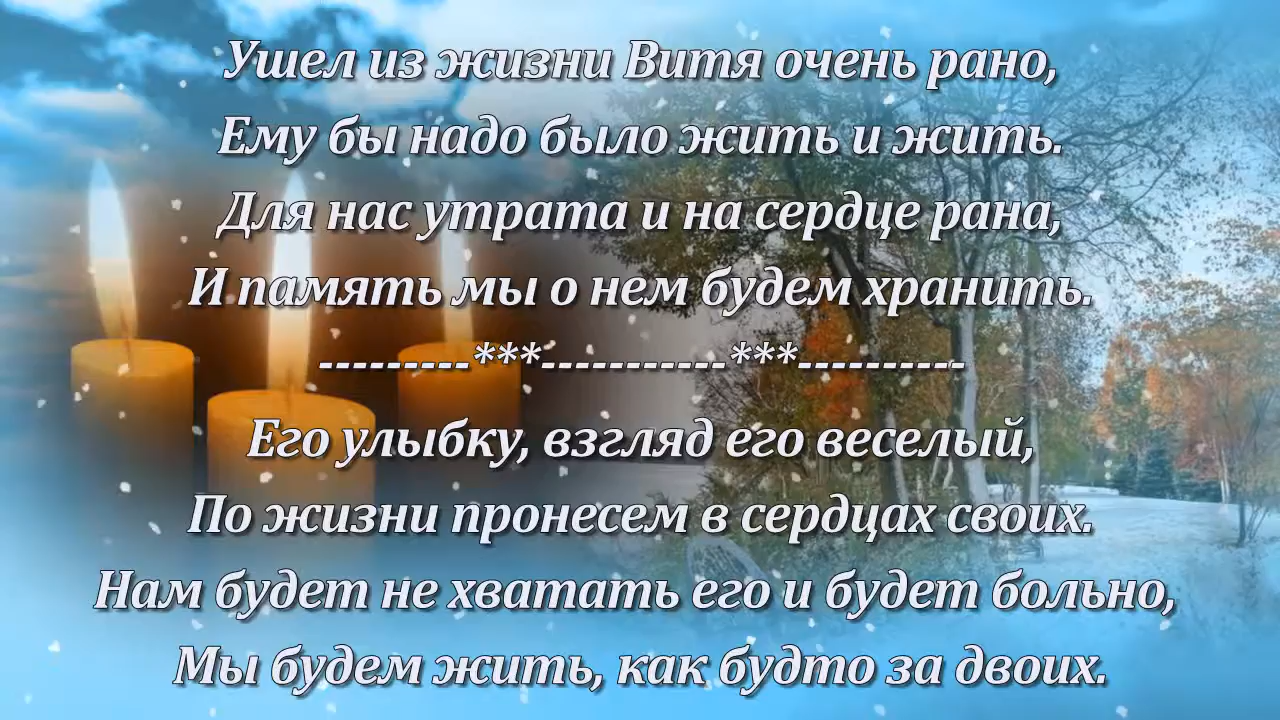 Ушел из жизни Витя очень рано,
Ему бы надо было жить и жить.
Для нас утрата и на сердце рана,
И память мы о нем будем хранить.
---------***-----------***----------
Его улыбку, взгляд его веселый,
По жизни пронесем в сердцах своих.
Нам будет не хватать его и будет больно,
Мы будем жить, как будто за двоих.